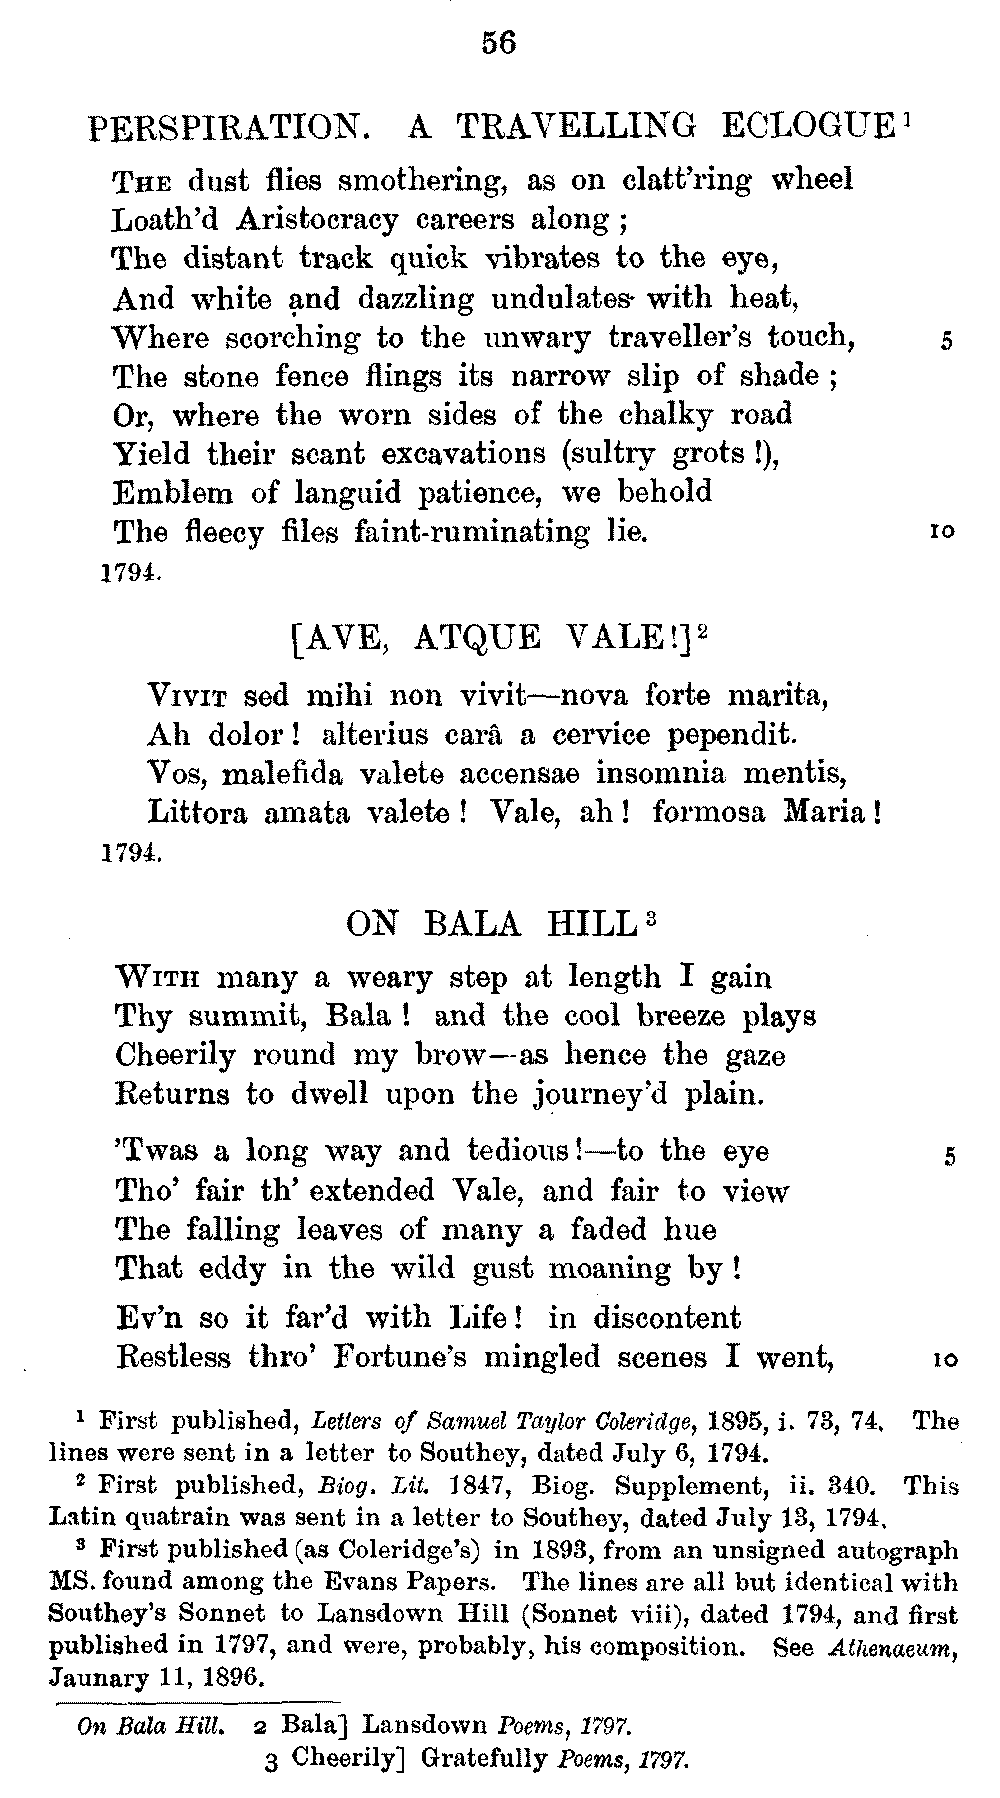 56
PERSPIRATION. A TRAVELLING ECLOGUE¹
THE dust flies smothering, as on clatt'ring wheel
Loath'd Aristocracy careers along ;
The distant track quick vibrates to the eye,
And white and dazzling undulates with heat,
Where scorching to the unwary traveller's touch, 5
The stone fence flings its narrow slip of shade ;
Or, where the worn sides of the chalky road
Yield their scant excavations (sultry grots !),
Emblem of languid patience, we behold
The fleecy files faint-ruminating lie. 10
1794.
[AVE, ATQUE VALE!]²
VIVIT sed mihi non vivit—nova forte marita,
Ah dolor ! alterius carâ a cervice pependit.
Vos, malefida valete accensae insomnia mentis,
Littora amata valete ! Vale, ah ! formosa Maria !
1794.
ON BALA HILL³
WITH many a weary step at length I gain
Thy summit, Bala ! and the cool breeze plays
Cheerily round my brow—as hence the gaze
Returns to dwell upon the journey'd plain.
'Twas a long way and tedious!—to the eye 5
Tho' fair th' extended Vale, and fair to view
The falling leaves of many a faded hue
That eddy in the wild gust moaning by !
Ev'n so it far'd with Life ! in discontent
Restless thro' Fortune's mingled scenes I went, 10
¹ First published, Letters of Samuel Taylor Coleridge, 1895, i. 73, 74. The
lines were sent in a letter to Southey, dated July 6, 1794.
² First published, Biog. Lit. 1847, Biog. Supplement, ii. 340. This
Latin quatrain was sent in a letter to Southey, dated July 13, 1794.
³ First published (as Coleridge's) in 1893, from an unsigned autograph
MS. found among the Evans Papers. The lines are all but identical with
Southey's Sonnet to Lansdown Hill (Sonnet viii), dated 1794, and first
published in 1797, and were, probably, his composition. See Athenaeum,
Jaunary 11, 1896.
On Bala Hill. 2 Bala] Lansdown Poems, 1797.
3 Cheerily] Gratefully Poems, 1797.